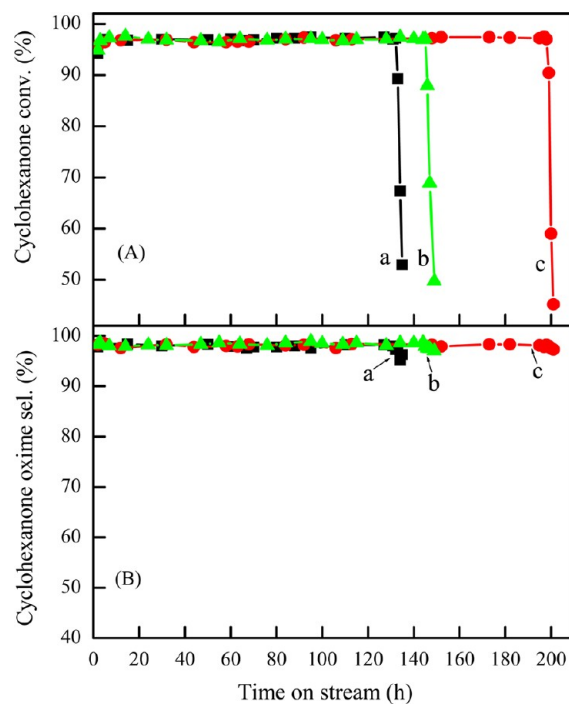 100
90
80
70
60
50
Cyclohexanone conv. (%)
(A)
a
b
c
100
90
80
70
60
50
40
Cyclohexanone oxime sel. (%)
(B)
a
b
c
0 20 40 60 80 100 120 140 160 180 200
Time on stream (h)